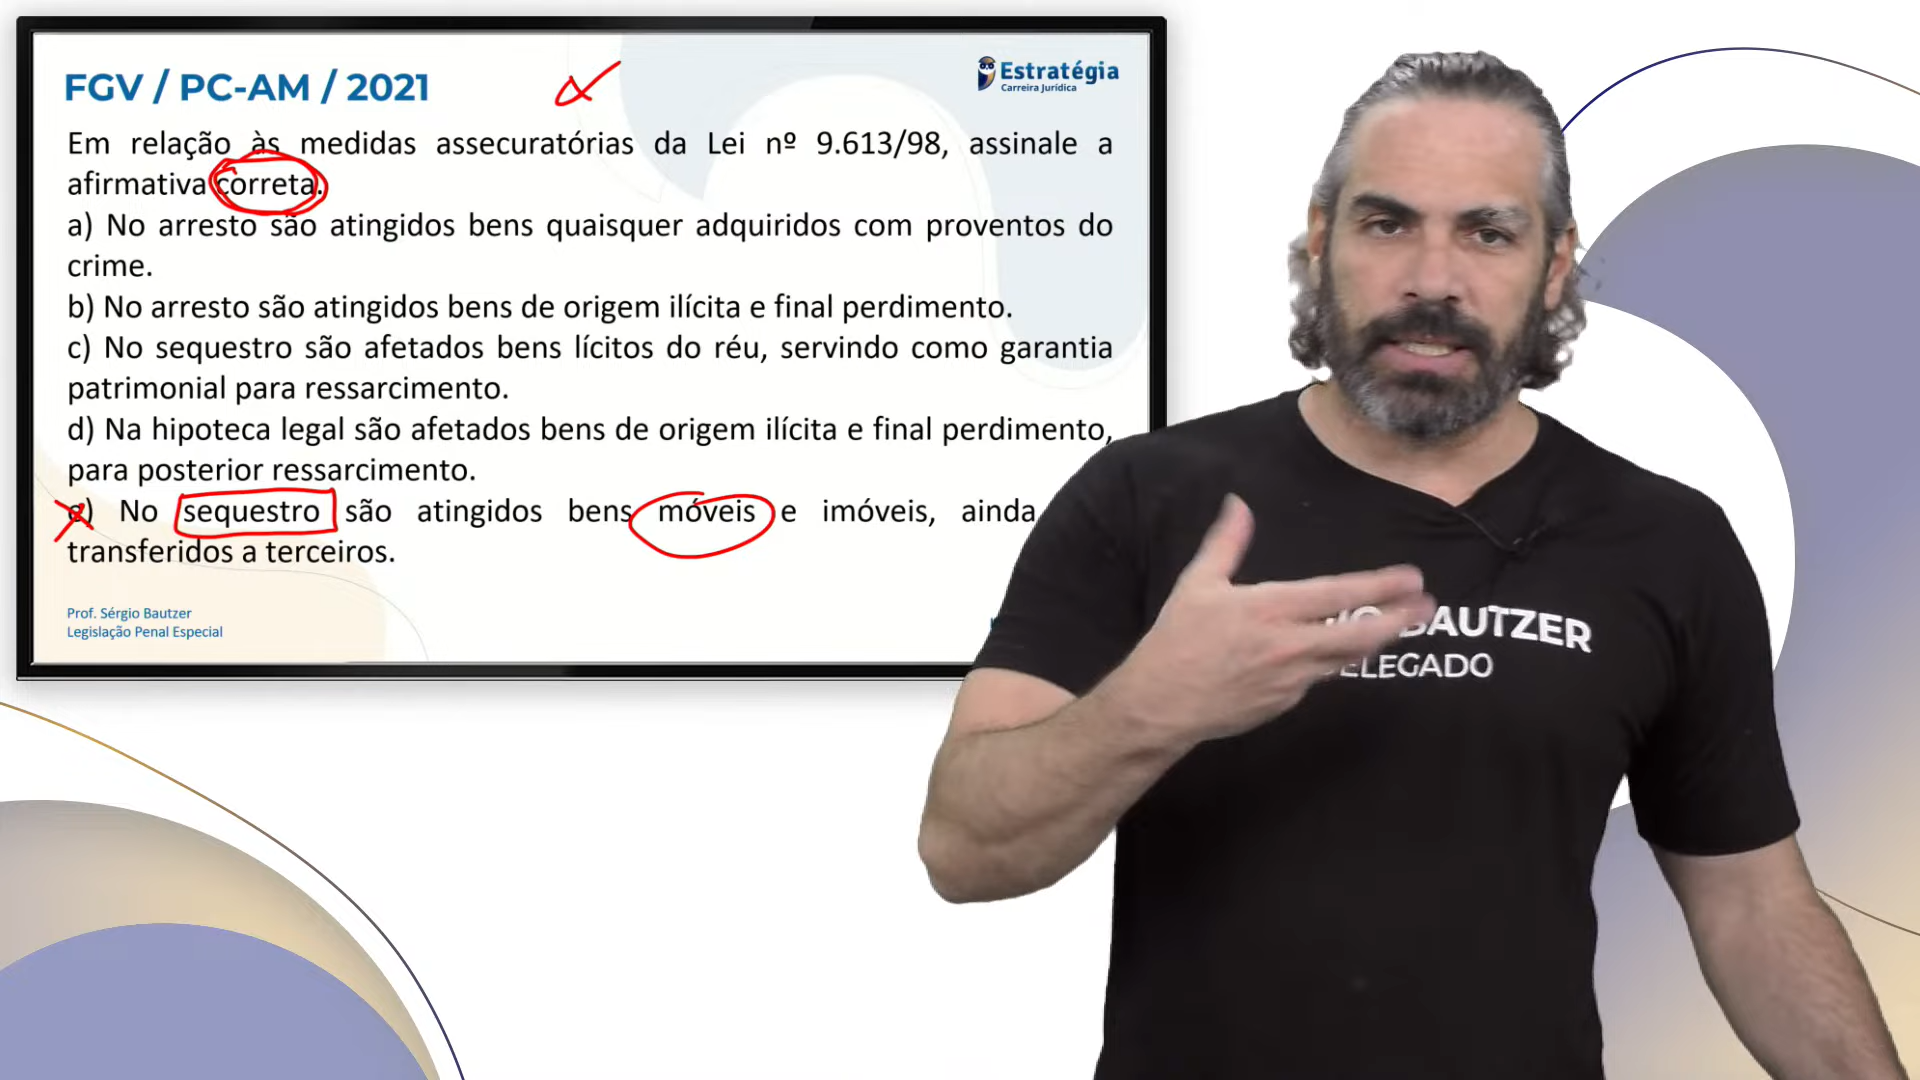 FGV / PC-AM / 2021
Estratégia
Carreira Jurídica
Em relação às medidas assecuratórias da Lei nº 9.613/98, assinale a
afirmativa correta.
a) No arresto são atingidos bens quaisquer adquiridos com proventos do
crime.
b) No arresto são atingidos bens de origem ilícita e final perdimento.
c) No sequestro são afetados bens lícitos do réu, servindo como garantia
patrimonial para ressarcimento.
d) Na hipoteca legal são afetados bens de origem ilícita e final perdimento,
para posterior ressarcimento.
e) No sequestro são atingidos bens móveis e imóveis, ainda
transferidos a terceiros.
Prof. Sérgio Bautzer
Legislação Penal Especial
BAUTZER
ELEGADO